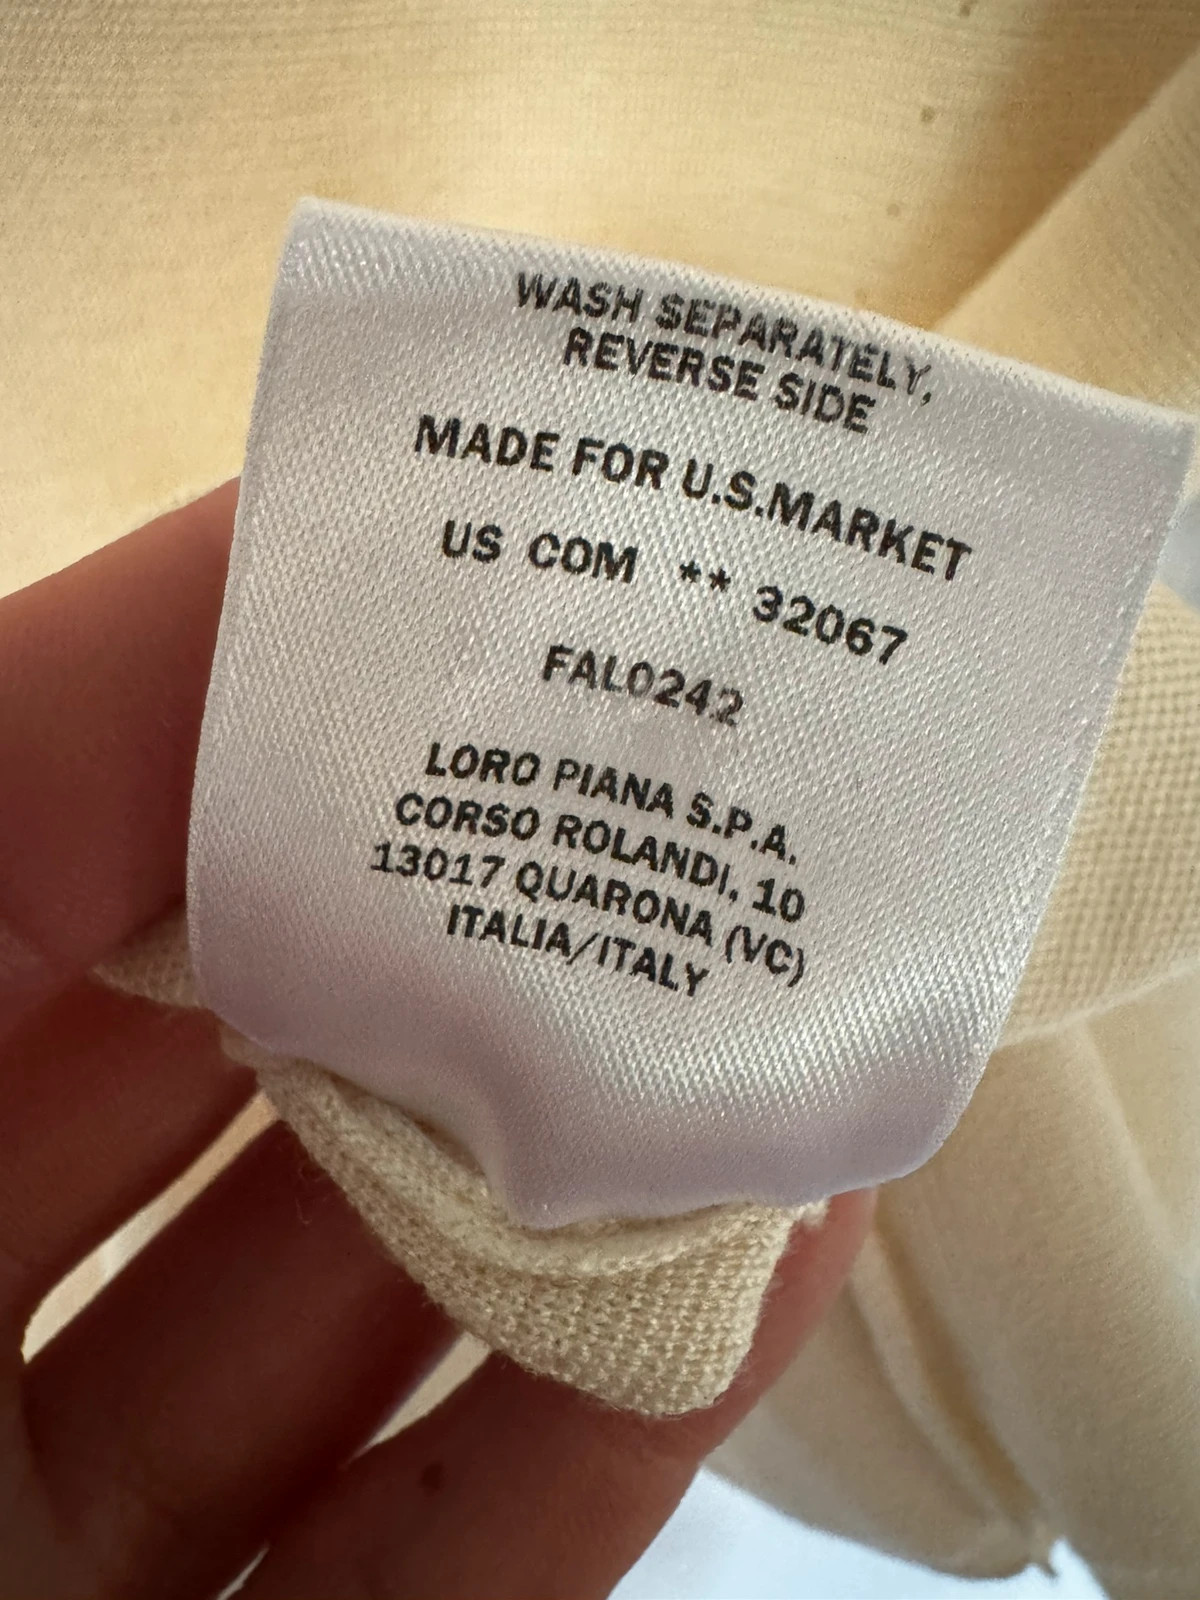 WASH SEPARATELY,
REVERSE SIDE
MADE FOR U.S.MARKET
US COM ** 32067
FAL0242
LORO PIANA S.P.A.
CORSO ROLANDI, 10
13017 QUARONA (VC)
ITALIA/ITALY